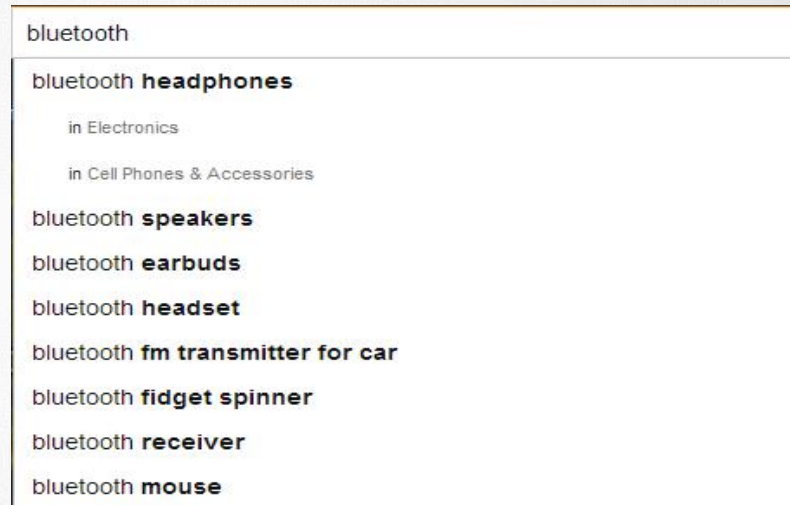 bluetooth
bluetooth headphones
in Electronics
in Cell Phones & Accessories
bluetooth speakers
bluetooth earbuds
bluetooth headset
bluetooth fm transmitter for car
bluetooth fidget spinner
bluetooth receiver
bluetooth mouse